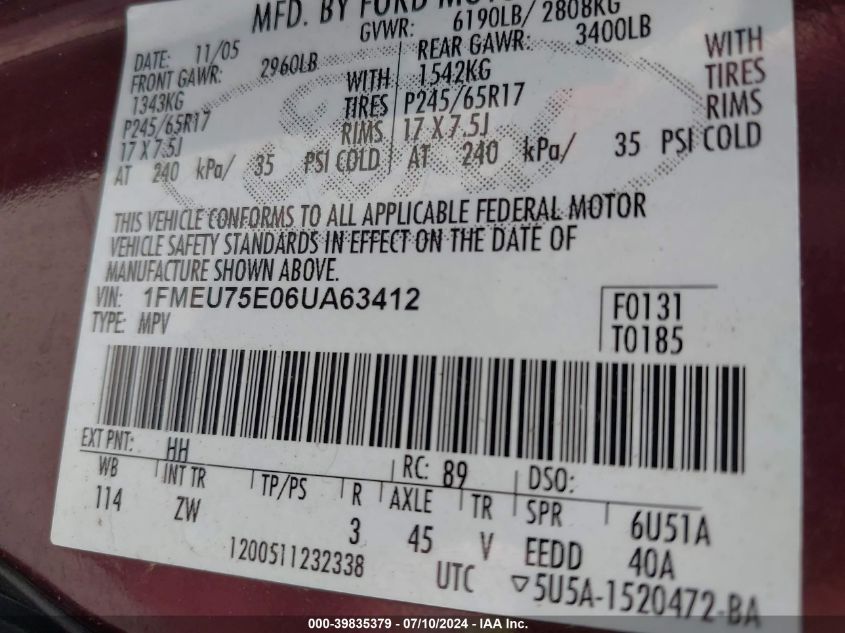 MFD. BY FORD MOTOR
GVWR: 6190LB/ 2808KG
DATE: 11/05
FRONT GAWR: 2960LB
1343KG WITH
P245/65R17 TIRES
17 X 7.5J RIMS
AT 240 kPa/ 35 PSI COLD
REAR GAWR: 3400LB
1542KG WITH
P245/65R17 TIRES
17 X 7.5J RIMS
AT 240 kPa/ 35 PSI COLD
THIS VEHICLE CONFORMS TO ALL APPLICABLE FEDERAL MOTOR
VEHICLE SAFETY STANDARDS IN EFFECT ON THE DATE OF
MANUFACTURE SHOWN ABOVE.
VIN: 1FMEU75E06UA63412
TYPE: MPV
F0131
T0185
EXT PNT: HH RC: 89 DSO:
WB INT TR TP/PS R AXLE TR SPR 6U51A
114 ZW 3 45 V EEDD 40A
1200511232338 UTC ▽5U5A-1520472-BA
000-39835379 - 07/10/2024 - IAA, Inc.